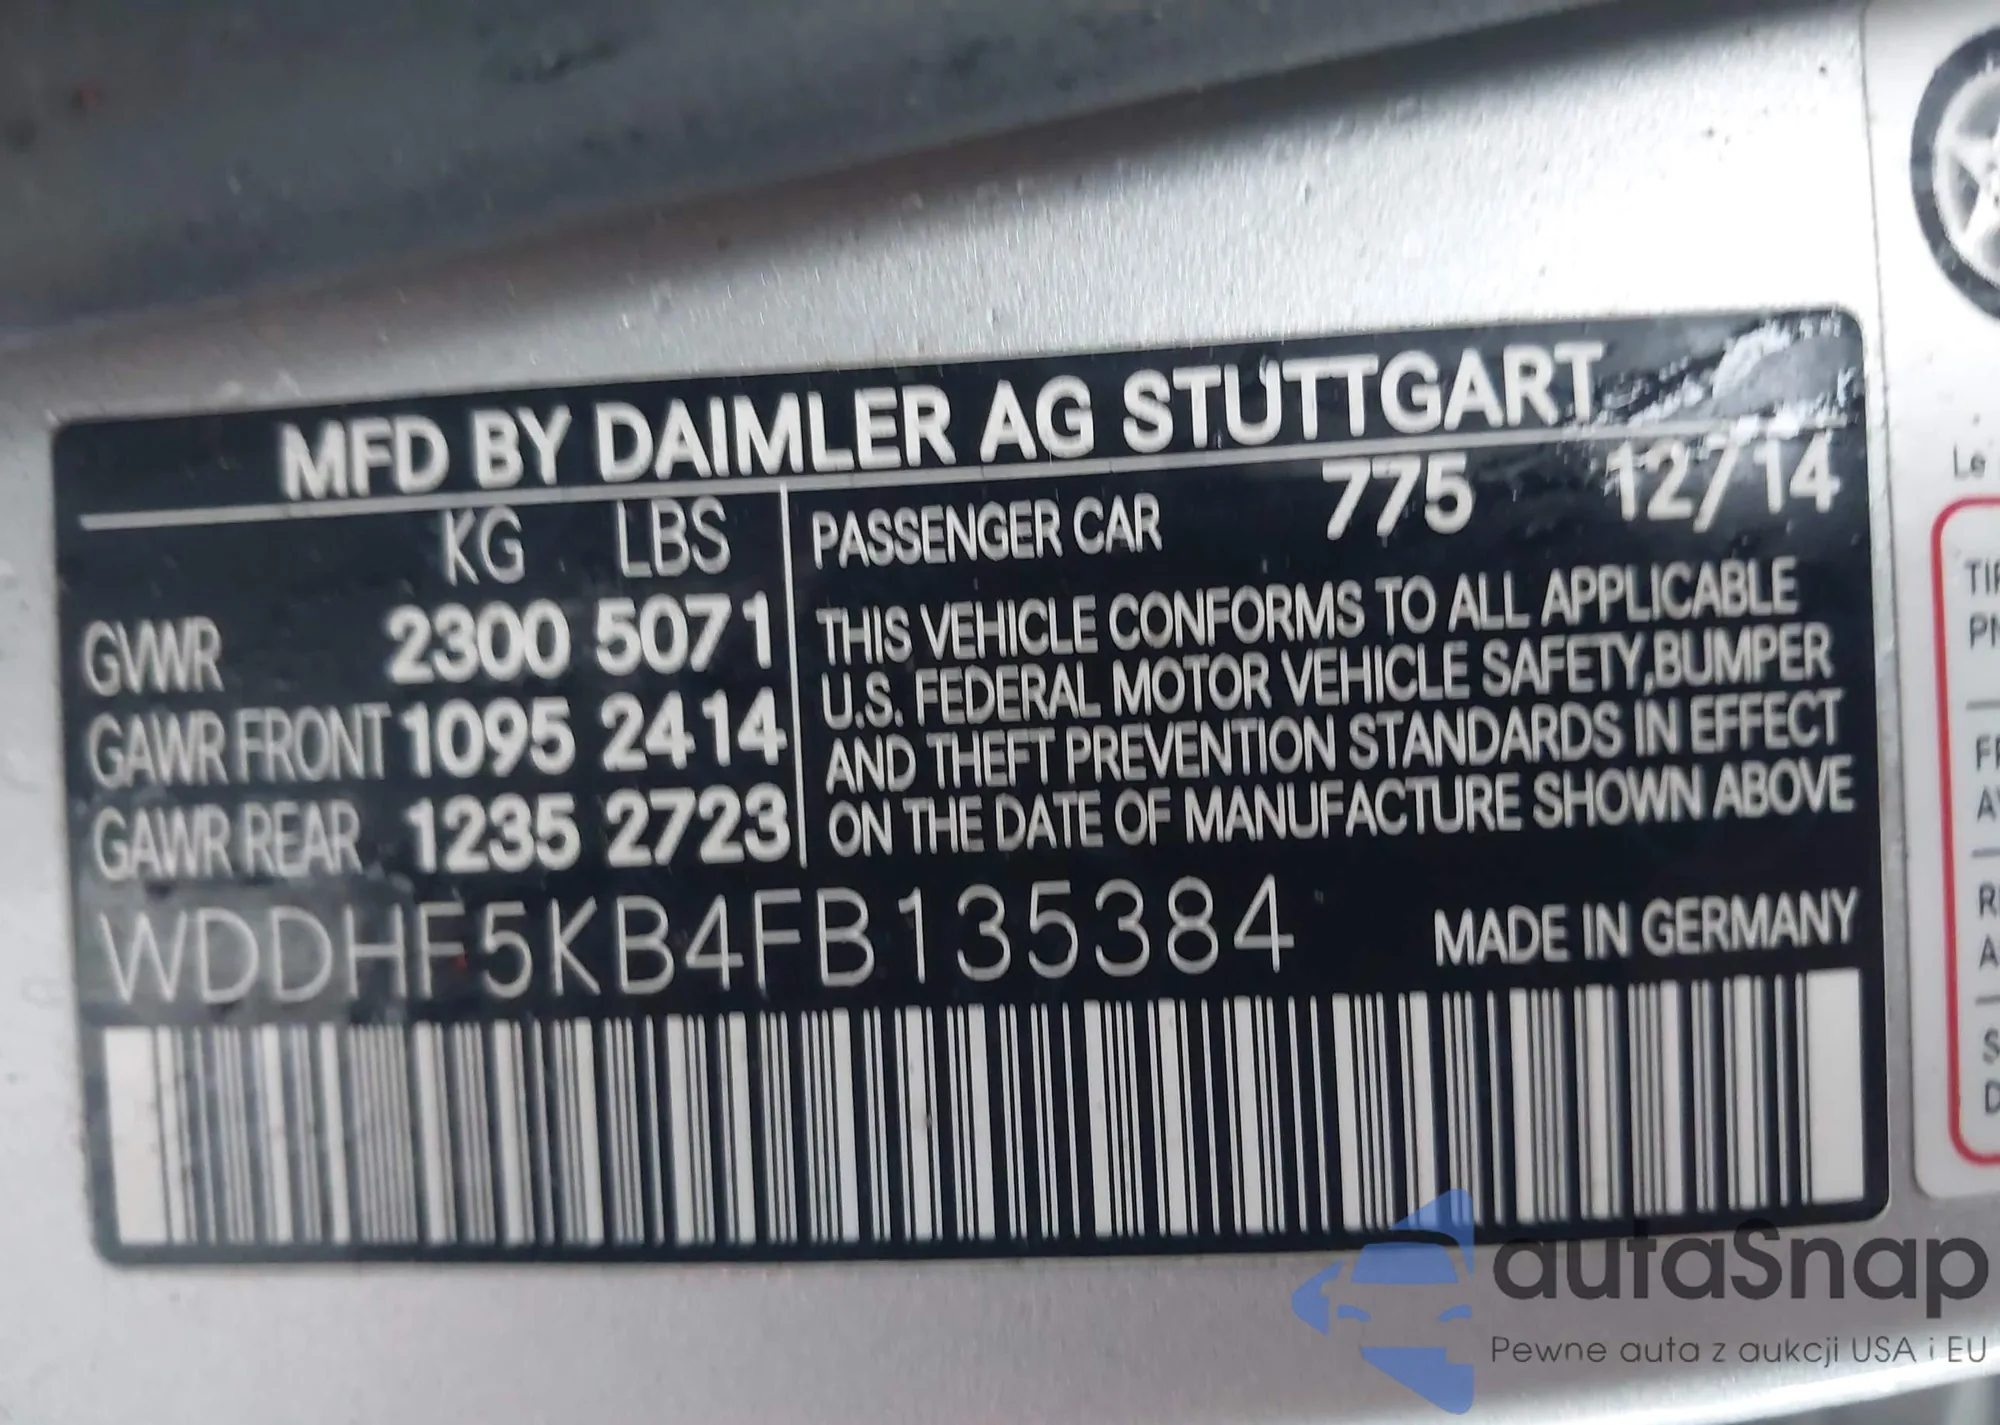 MFD BY DAIMLER AG STUTTGART
KG LBS
GVWR 2300 5071
GAWR FRONT 1095 2414
GAWR REAR 1235 2723
PASSENGER CAR 775 12/14
THIS VEHICLE CONFORMS TO ALL APPLICABLE
U.S. FEDERAL MOTOR VEHICLE SAFETY,BUMPER
AND THEFT PREVENTION STANDARDS IN EFFECT
ON THE DATE OF MANUFACTURE SHOWN ABOVE
WDDHF5KB4FB135384 MADE IN GERMANY
Le
autaSnap
Pewne auta z aukcji USA i EU